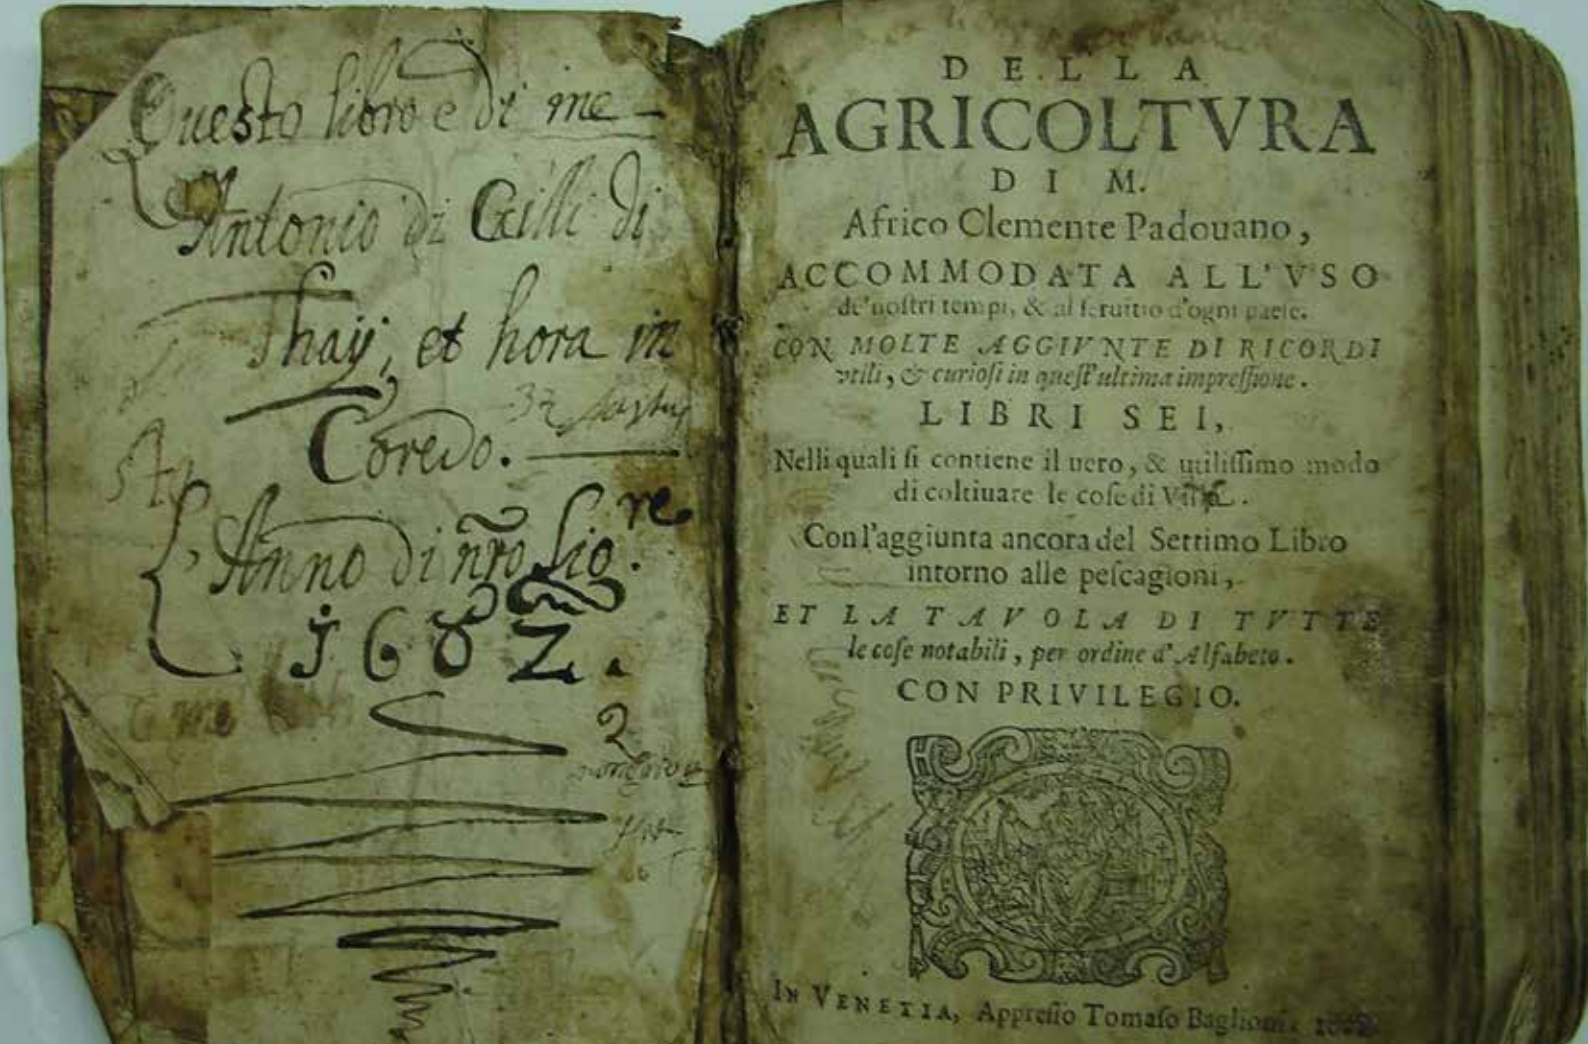 Questo libro e di me
Antonio di Gilli di
Thay, et hora in
Coredo.
Anno di nro Sig.re
1682.
2
DELLA
AGRICOLTVRA
DI M.
Africo Clemente Padouano,
ACCOMMODATA ALL'VSO
de' noſtri tempi, & al ſeruitio d'ogni paeſe.
CON MOLTE AGGIVNTE DI RICORDI
vtili, & curioſi in queſt'ultima impreſſione.
LIBRI SEI,
Nelli quali ſi contiene il uero, & utiliſſimo modo
di coltiuare le coſe di Villa.
Con l'aggiunta ancora del Settimo Libro
intorno alle peſcagioni,
ET LA TAVOLA DI TVTTE
le coſe notabili, per ordine d'Alfabeto.
CON PRIVILEGIO.
IN VENETIA, Appreſſo Tomaſo Baglioni.